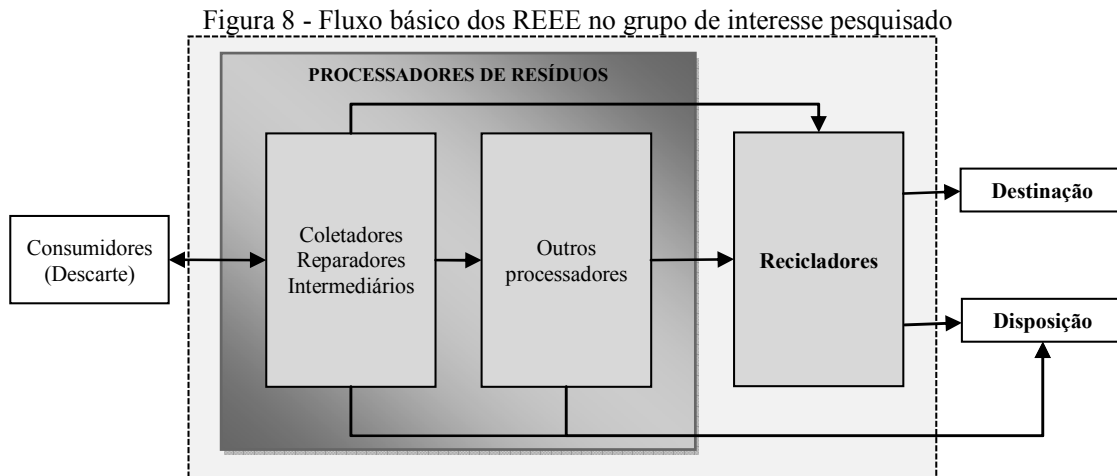 Figura 8 - Fluxo básico dos REEE no grupo de interesse pesquisado
PROCESSADORES DE RESÍDUOS
Consumidores
(Descarte)
Coletadores
Reparadores
Intermediários
Outros
processadores
Recicladores
Destinação
Disposição